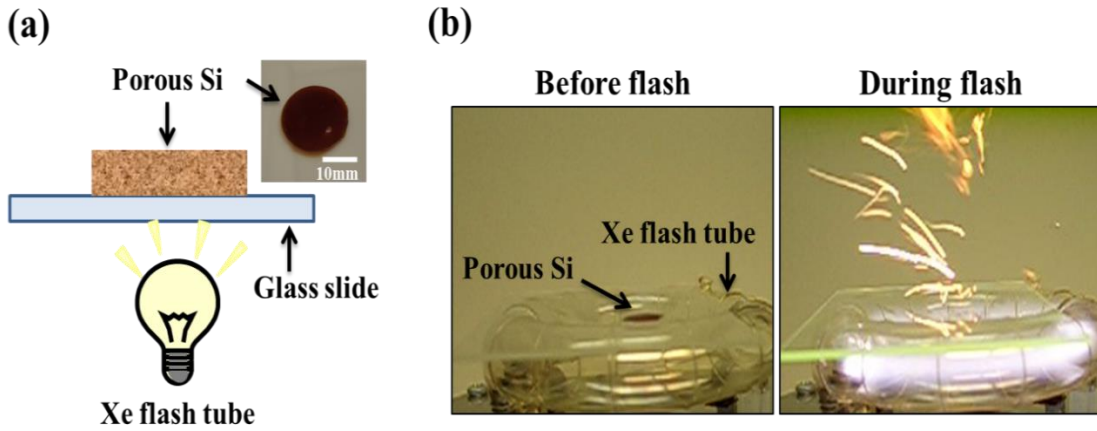 (a)
Porous Si
10mm
Glass slide
Xe flash tube
(b)
Before flash
During flash
Xe flash tube
Porous Si